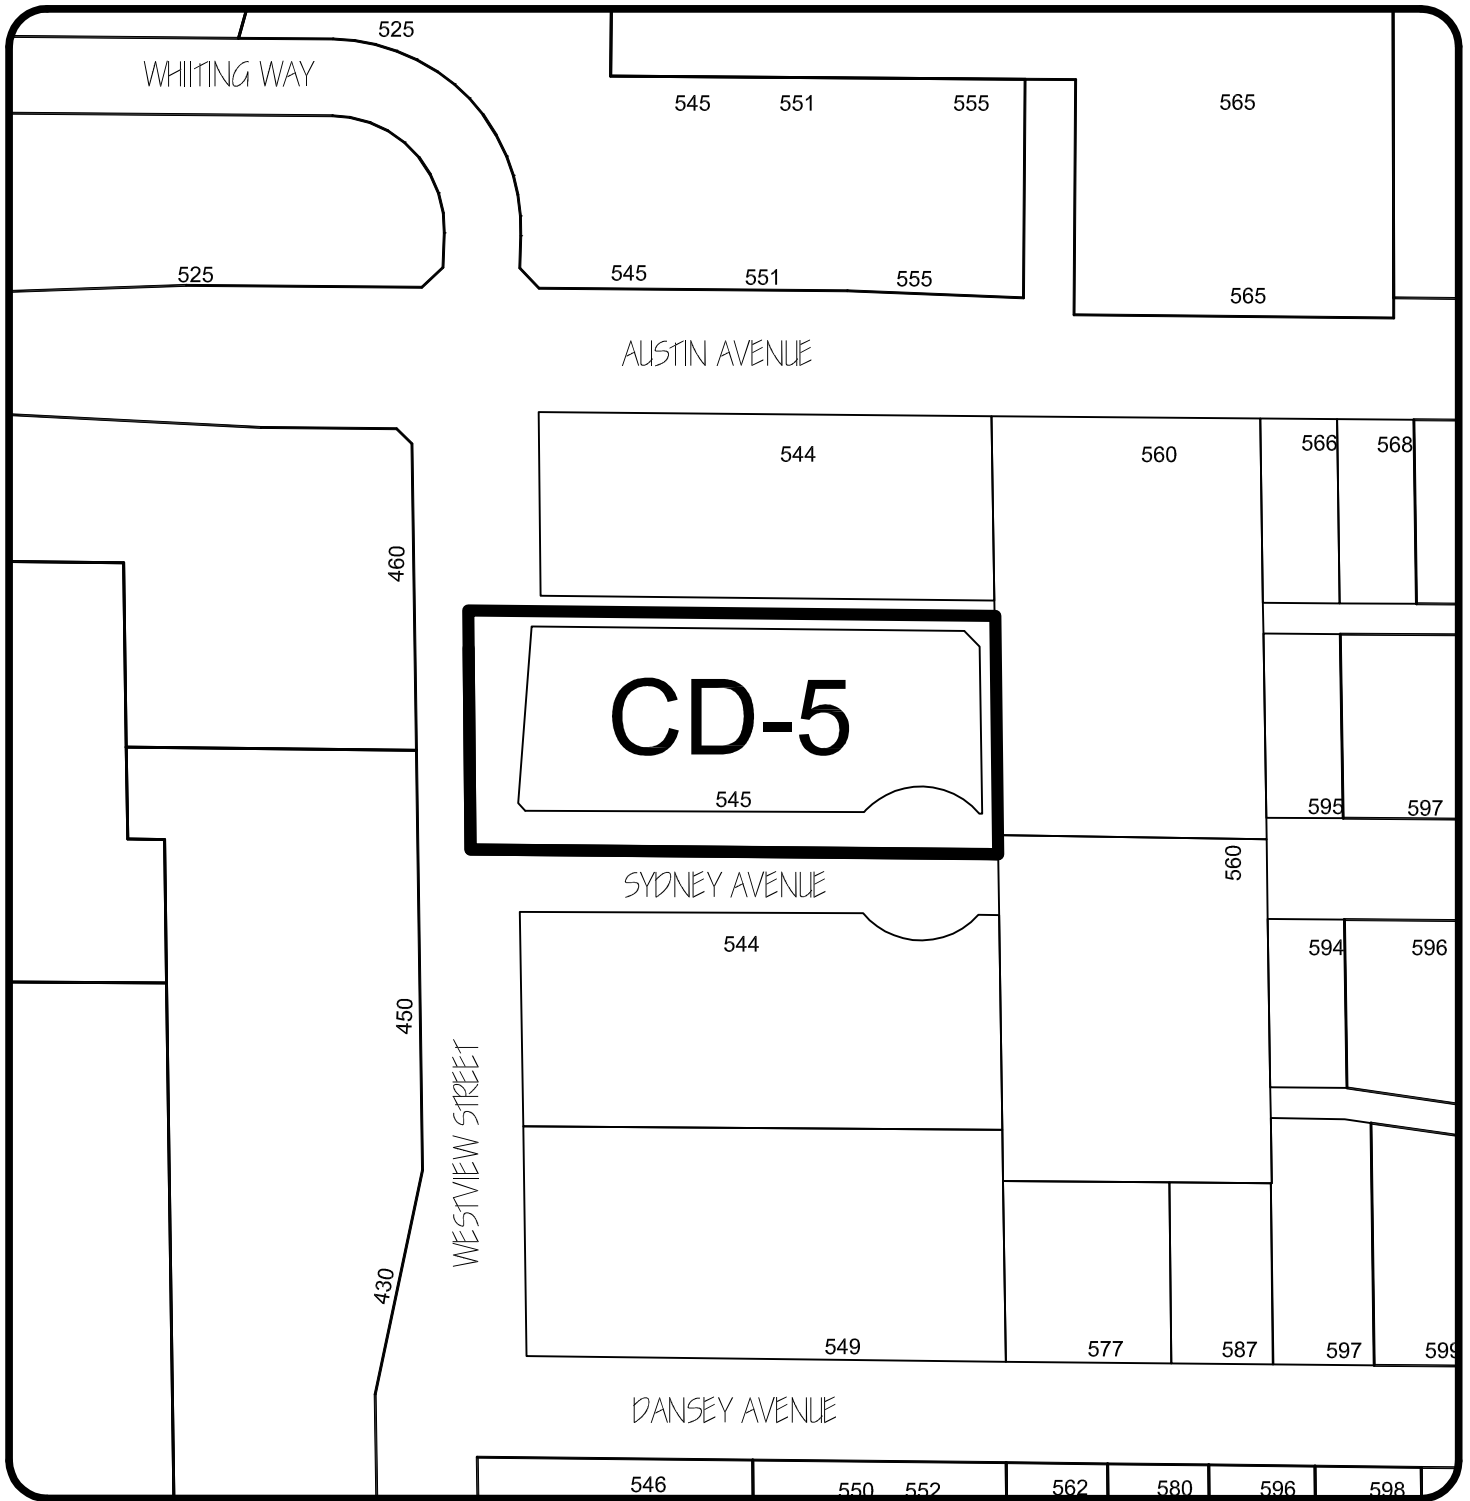 525
WHIITING WAY
545 551 555 565
525 545 551 555 565
AUSTIN AVENUE
544 560 566 568
460
CD-5
545 595 597
560
SYDNEY AVENUE
544 594 596
450
WESTVIEW STREET
430
549 577 587 597 599
DANSEY AVENUE
546 550 552 562 580 596 598